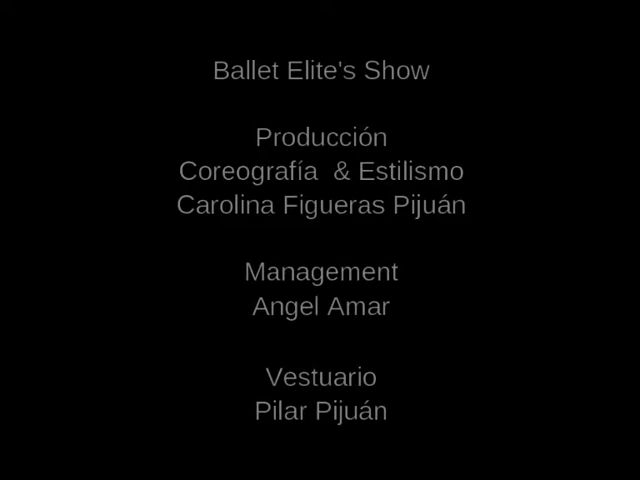 Ballet Elite's Show
Producción
Coreografía & Estilismo
Carolina Figueras Pijuán
Management
Angel Amar
Vestuario
Pilar Pijuán